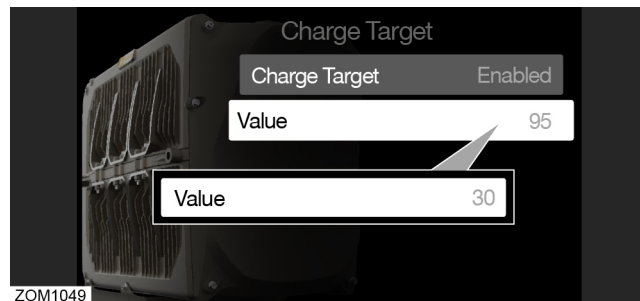 Charge Target
Charge Target Enabled
Value 95
Value 30
ZOM1049